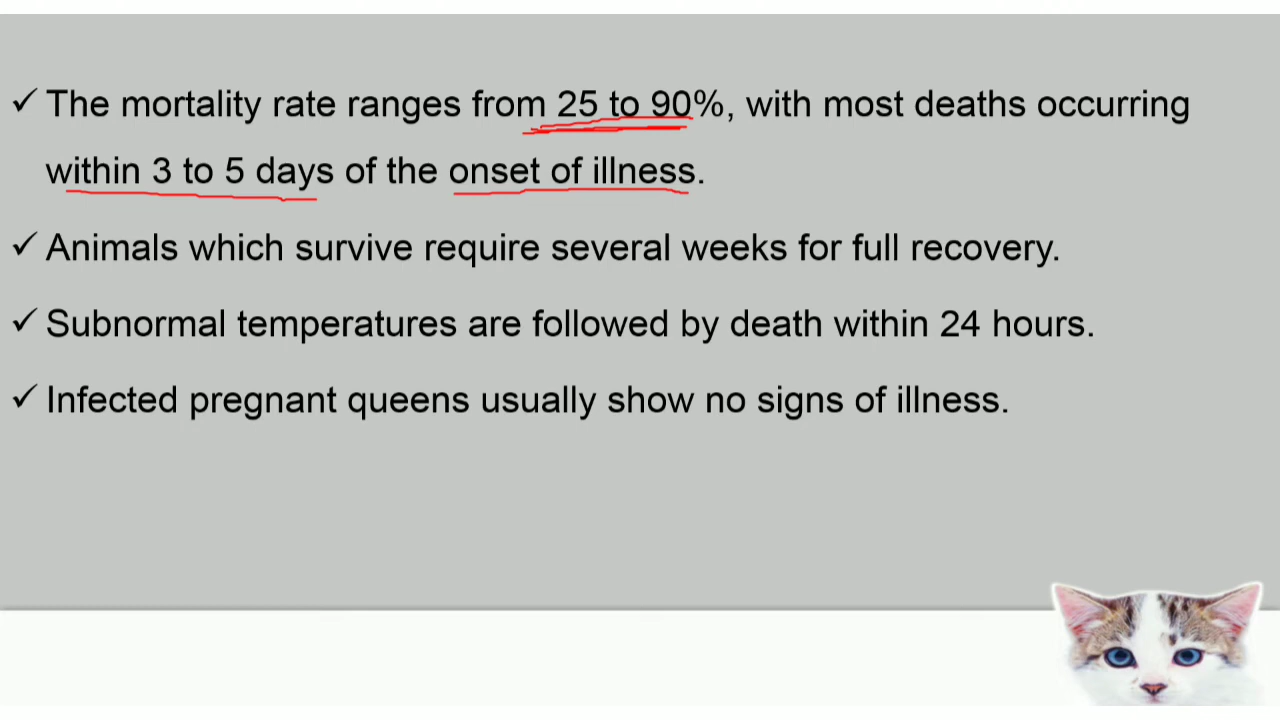 ✓ The mortality rate ranges from 25 to 90%, with most deaths occurring
within 3 to 5 days of the onset of illness.
✓ Animals which survive require several weeks for full recovery.
✓ Subnormal temperatures are followed by death within 24 hours.
✓ Infected pregnant queens usually show no signs of illness.